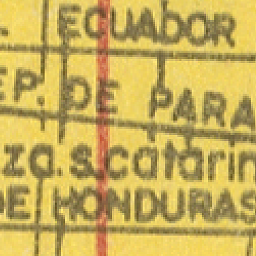 . ECUADOR
EP. DE PARA
za. s. catarin
DE HONDURAS